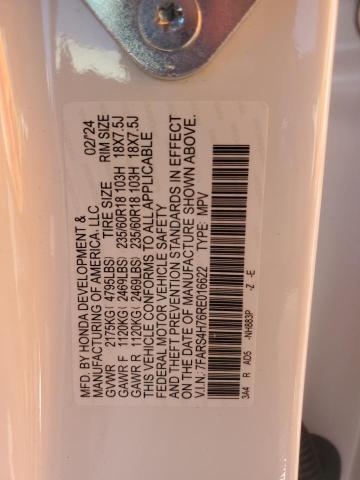 MFD. BY HONDA DEVELOPMENT & 02/24
MANUFACTURING OF AMERICA, LLC
TIRE SIZE RIM SIZE
GVWR 2175KG( 4795LBS)
GAWR F 1120KG( 2469LBS) 235/60R18 103H 18X7.5J
GAWR R 1120KG( 2469LBS) 235/60R18 103H 18X7.5J
THIS VEHICLE CONFORMS TO ALL APPLICABLE
FEDERAL MOTOR VEHICLE SAFETY
AND THEFT PREVENTION STANDARDS IN EFFECT
ON THE DATE OF MANUFACTURE SHOWN ABOVE.
V.I.N.: 7FARS4H76RE016622 TYPE: MPV
3A4 R AD5 -NH883P -Z -E